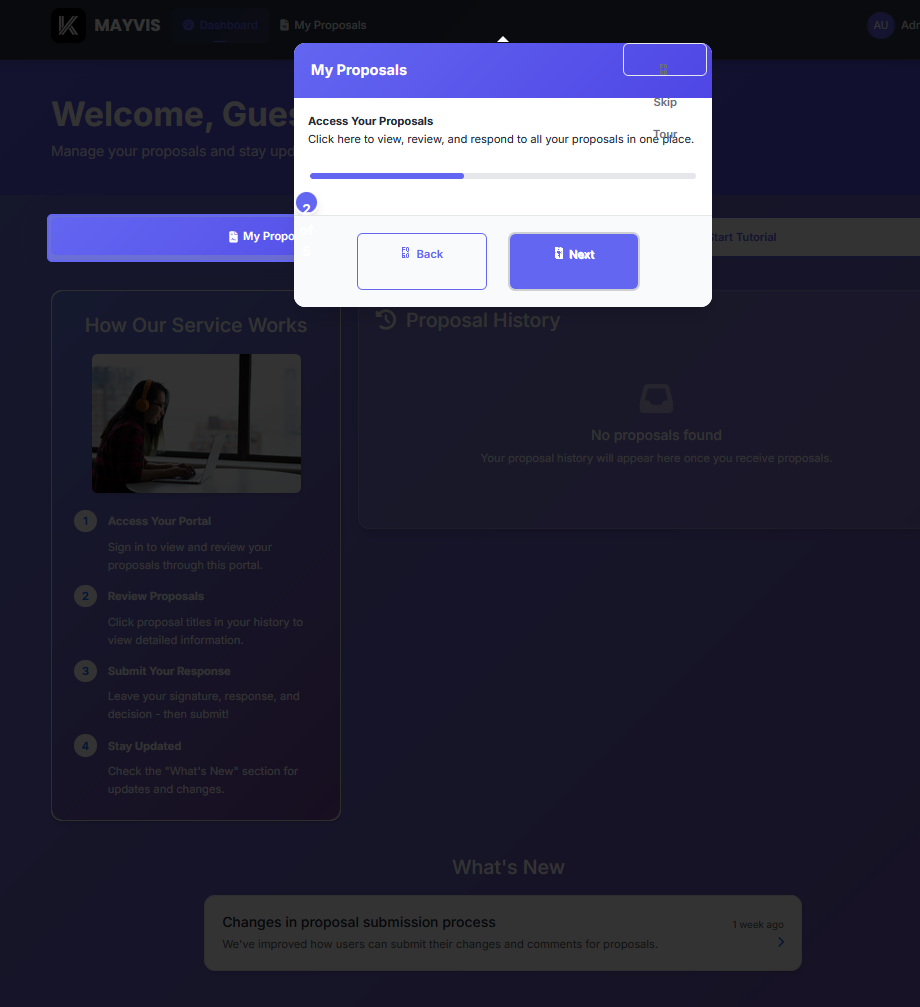 MAYVIS
Dashboard
My Proposals
AU
My Proposals
Skip
Tour
Access Your Proposals
Click here to view, review, and respond to all your proposals in one place.
2
of
5
Back
Next
Manage your proposals and stay
Start Tutorial
How Our Service Works
1 Access Your Portal
Sign in to view and review your
proposals through this portal.
2 Review Proposals
Click proposal titles in your history to
view detailed information.
3 Submit Your Response
Leave your signature, response, and
decision - then submit!
4 Stay Updated
Check the "What's New" section for
updates and changes.
Proposal History
No proposals found
Your proposal history will appear here once you receive proposals.
What's New
Changes in proposal submission process
1 week ago
We've improved how users can submit their changes and comments for proposals.